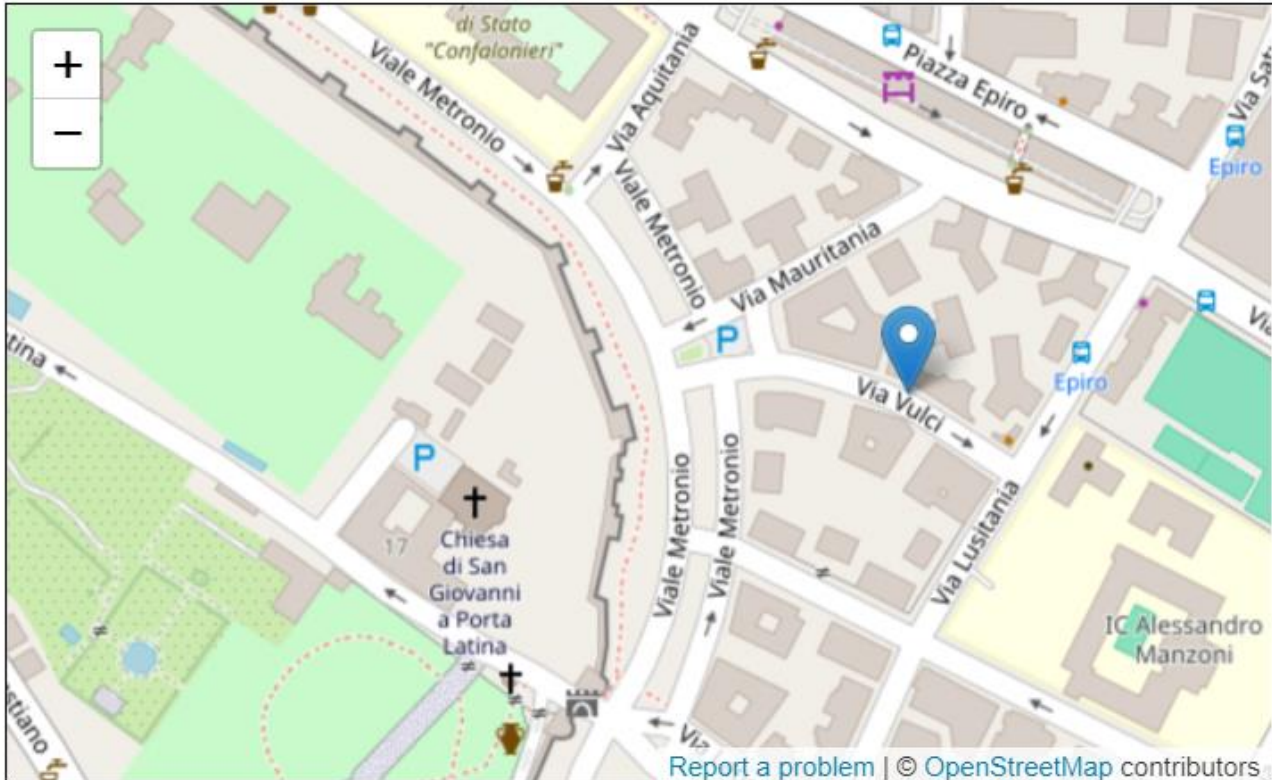 +
−
di Stato
"Confalonieri"
Viale Metronio
Via Aquitania
Piazza Epiro
Epiro
Viale Metronio
Via Mauritania
P
Via Vulci
Epiro
P
17
Chiesa
di San
Giovanni
a Porta
Latina
Viale Metronio
Viale Metronio
Via Lusitania
IC Alessandro
Manzoni
Report a problem | © OpenStreetMap contributors